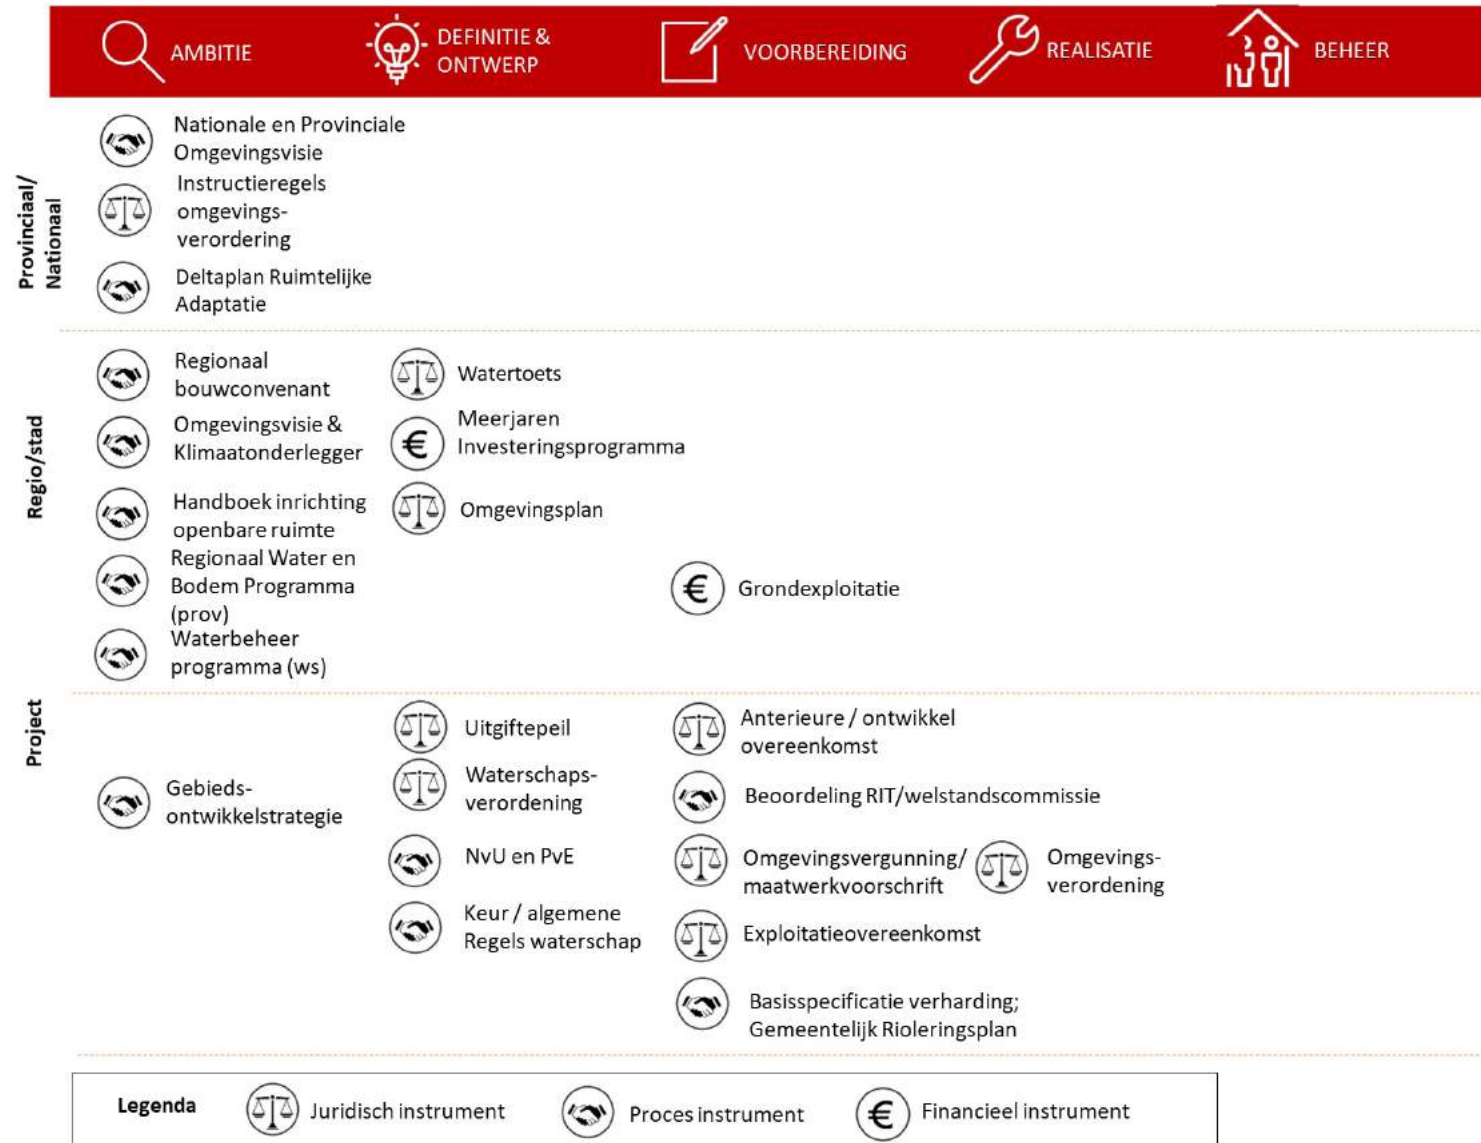 AMBITIE
DEFINITIE &
ONTWERP
VOORBEREIDING
REALISATIE
BEHEER
Provinciaal/
Nationaal
Nationale en Provinciale
Omgevingsvisie
Instructieregels
omgevings-
verordering
Deltaplan Ruimtelijke
Adaptatie
Regio/stad
Regionaal
bouwconvenant
Omgevingsvisie &
Klimaatonderlegger
Handboek inrichting
openbare ruimte
Regionaal Water en
Bodem Programma
(prov)
Waterbeheer
programma (ws)
Watertoets
Meerjaren
Investeringsprogramma
Omgevingsplan
€
€
Grondexploitatie
Project
Gebieds-
ontwikkelstrategie
Uitgiftepeil
Waterschaps-
verordening
NvU en PvE
Keur / algemene
Regels waterschap
Anterieure / ontwikkel
overeenkomst
Beoordeling RIT/welstandscommissie
Omgevingsvergunning/
maatwerkvoorschrift
Exploitatieovereenkomst
Basisspecificatie verharding;
Gemeentelijk Rioleringsplan
Omgevings-
verordening
Legenda
Juridisch instrument
Proces instrument
€
Financieel instrument